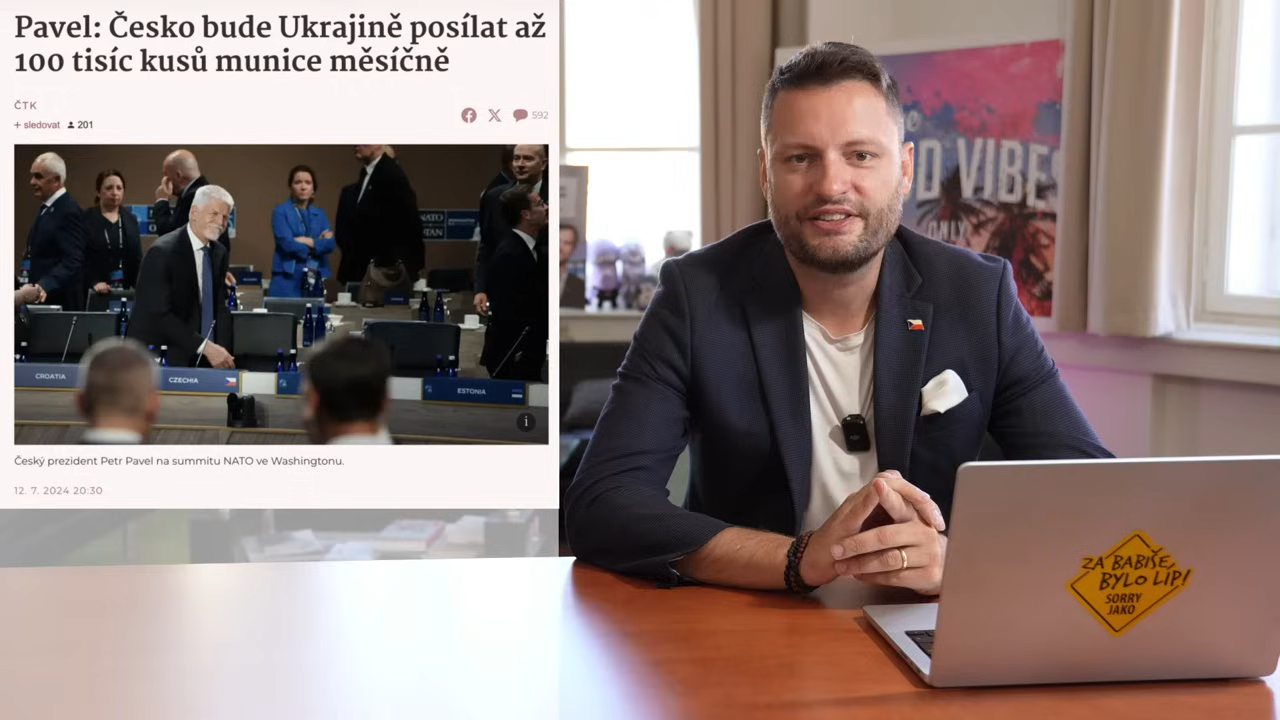 Pavel: Česko bude Ukrajině posílat až
100 tisíc kusů munice měsíčně
ČTK
+ sledovat 201
592
NATO
CROATIA
CZECHIA
ESTONIA
Český prezident Petr Pavel na summitu NATO ve Washingtonu.
12. 7. 2024 20:30
D VIBES
ONLY
ZA BABIŠE
BYLO LÍP!
SORRY
JAKO